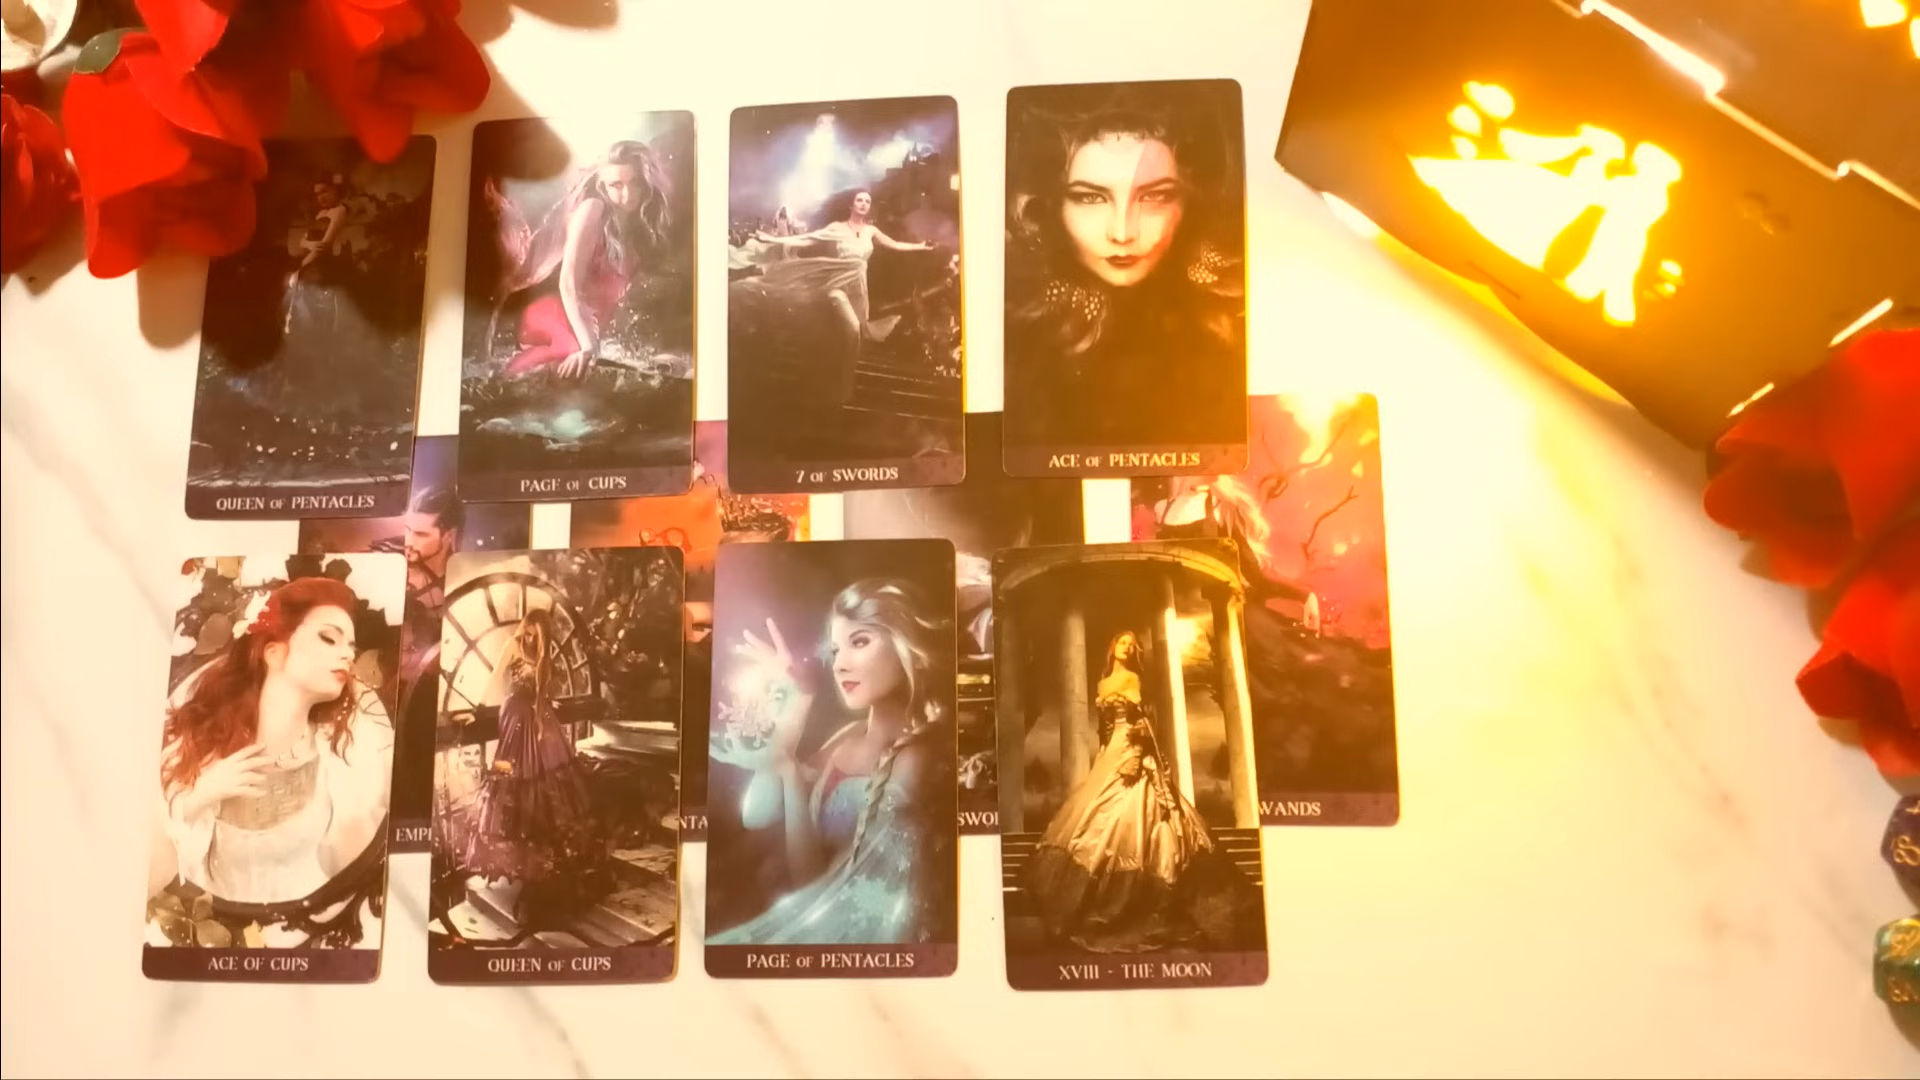 QUEEN OF PENTACLES
PAGE OF CUPS
7 OF SWORDS
ACE OF PENTACLES
WANDS
ACE OF CUPS
QUEEN OF CUPS
PAGE OF PENTACLES
XVIII - THE MOON